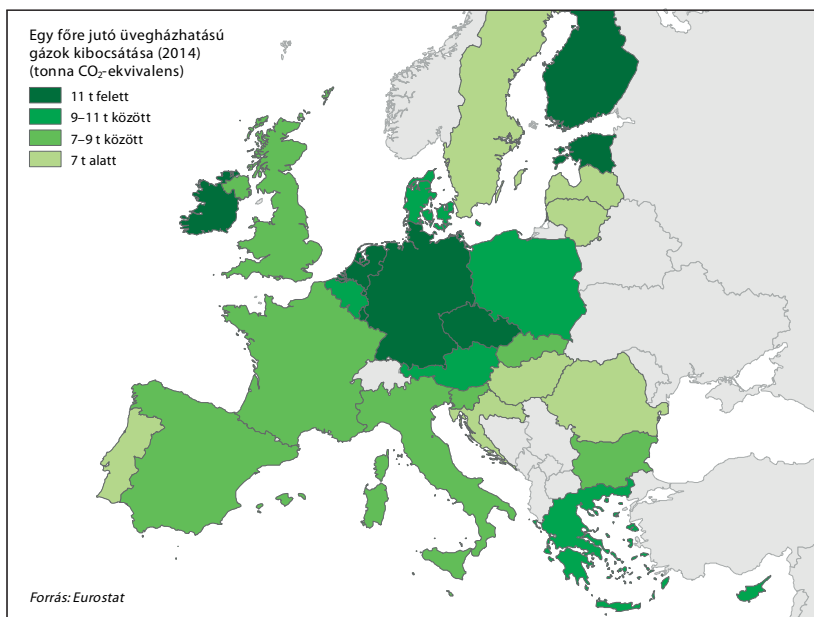 Egy főre jutó üvegházhatású
gázok kibocsátása (2014)
(tonna CO₂-ekvivalens)
11 t felett
9–11 t között
7–9 t között
7 t alatt
Forrás: Eurostat